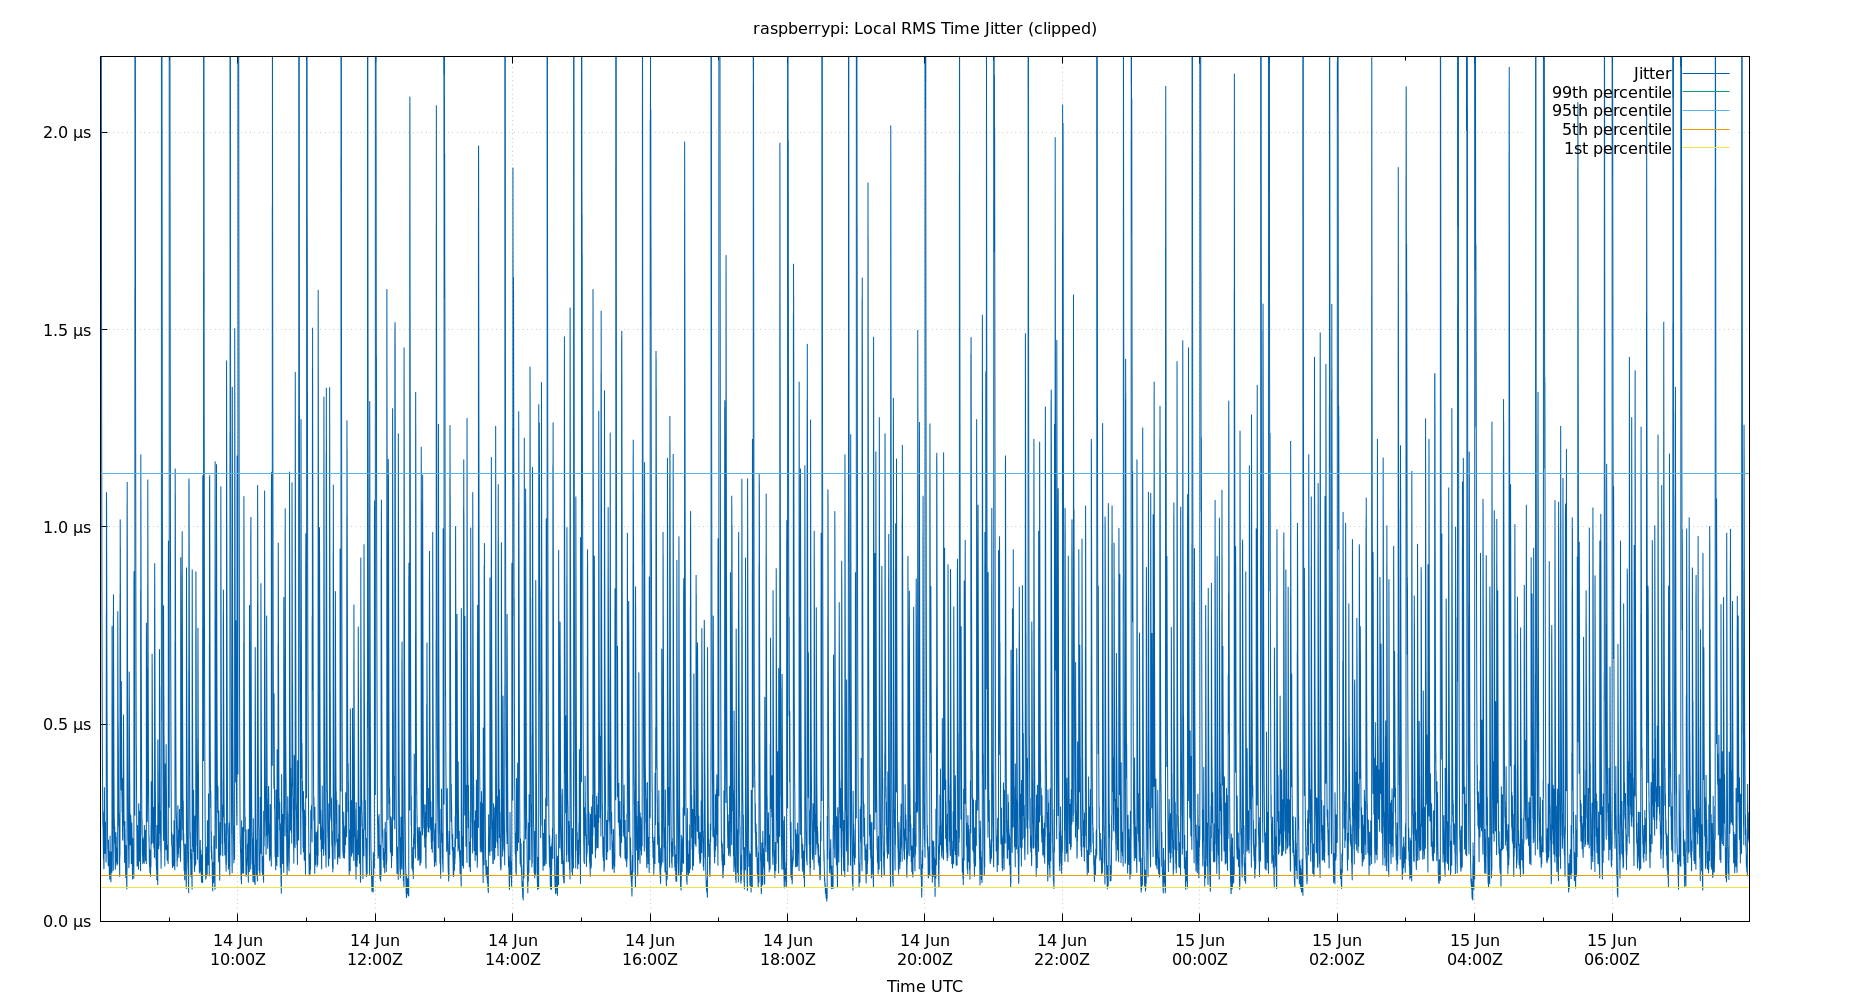 raspberrypi: Local RMS Time Jitter (clipped)
Jitter
99th percentile
95th percentile
5th percentile
1st percentile
2.0 µs
1.5 µs
1.0 µs
0.5 µs
0.0 µs
14 Jun 14 Jun 14 Jun 14 Jun 14 Jun 14 Jun 14 Jun 15 Jun 15 Jun 15 Jun 15 Jun
10:00Z 12:00Z 14:00Z 16:00Z 18:00Z 20:00Z 22:00Z 00:00Z 02:00Z 04:00Z 06:00Z
Time UTC